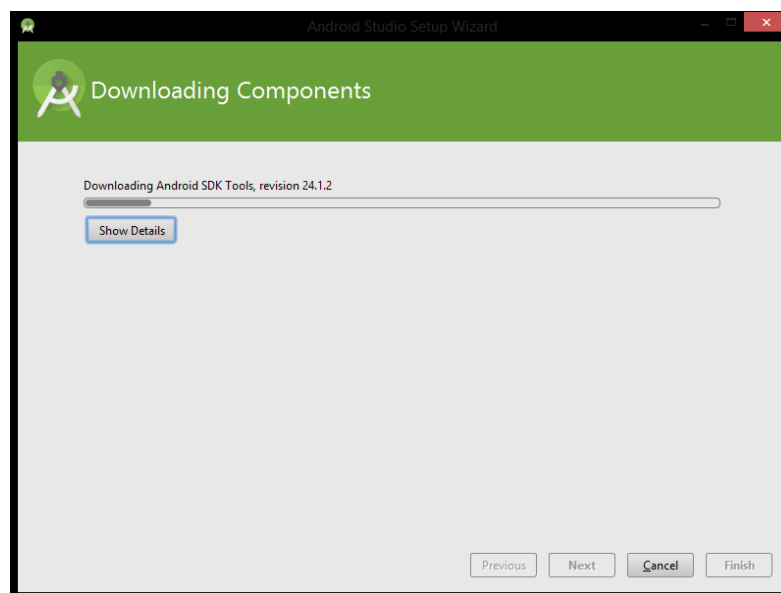 Android Studio Setup Wizard
Downloading Components
Downloading Android SDK Tools, revision 24.1.2
Show Details
Previous Next Cancel Finish